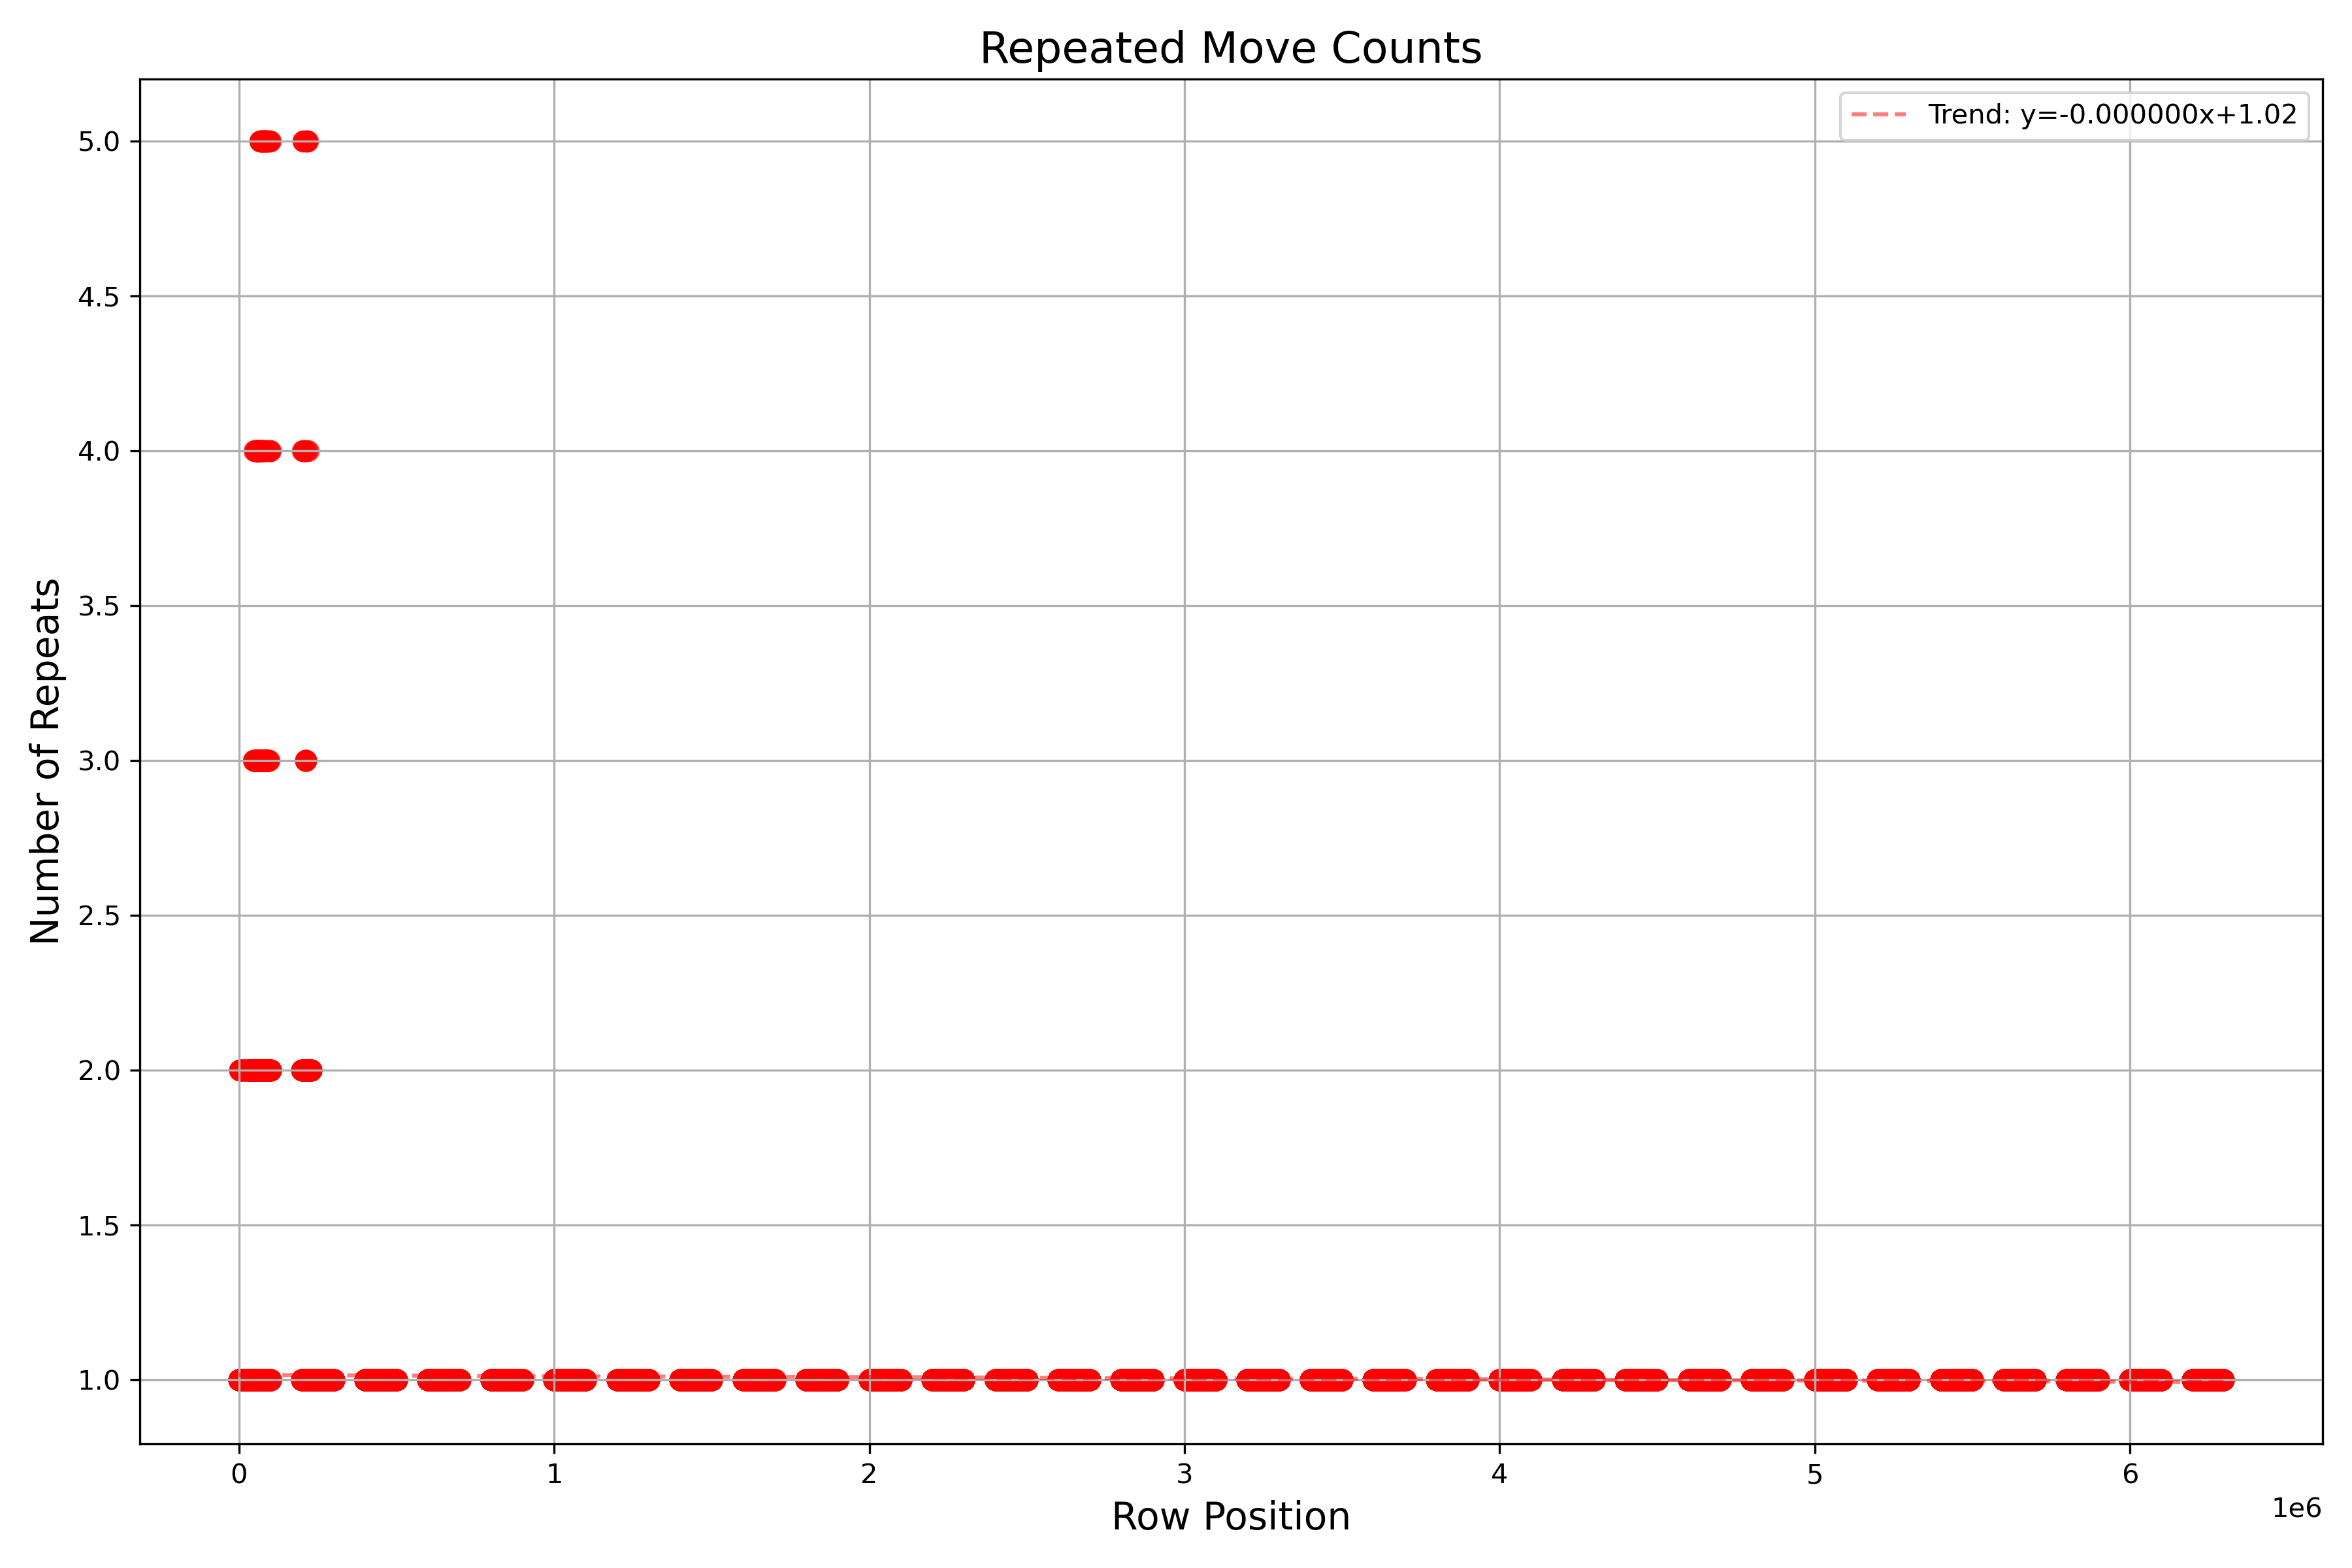 Repeated Move Counts
Trend: y=-0.000000x+1.02
Number of Repeats
5.0
4.5
4.0
3.5
3.0
2.5
2.0
1.5
1.0
0 1 2 3 4 5 6
1e6
Row Position